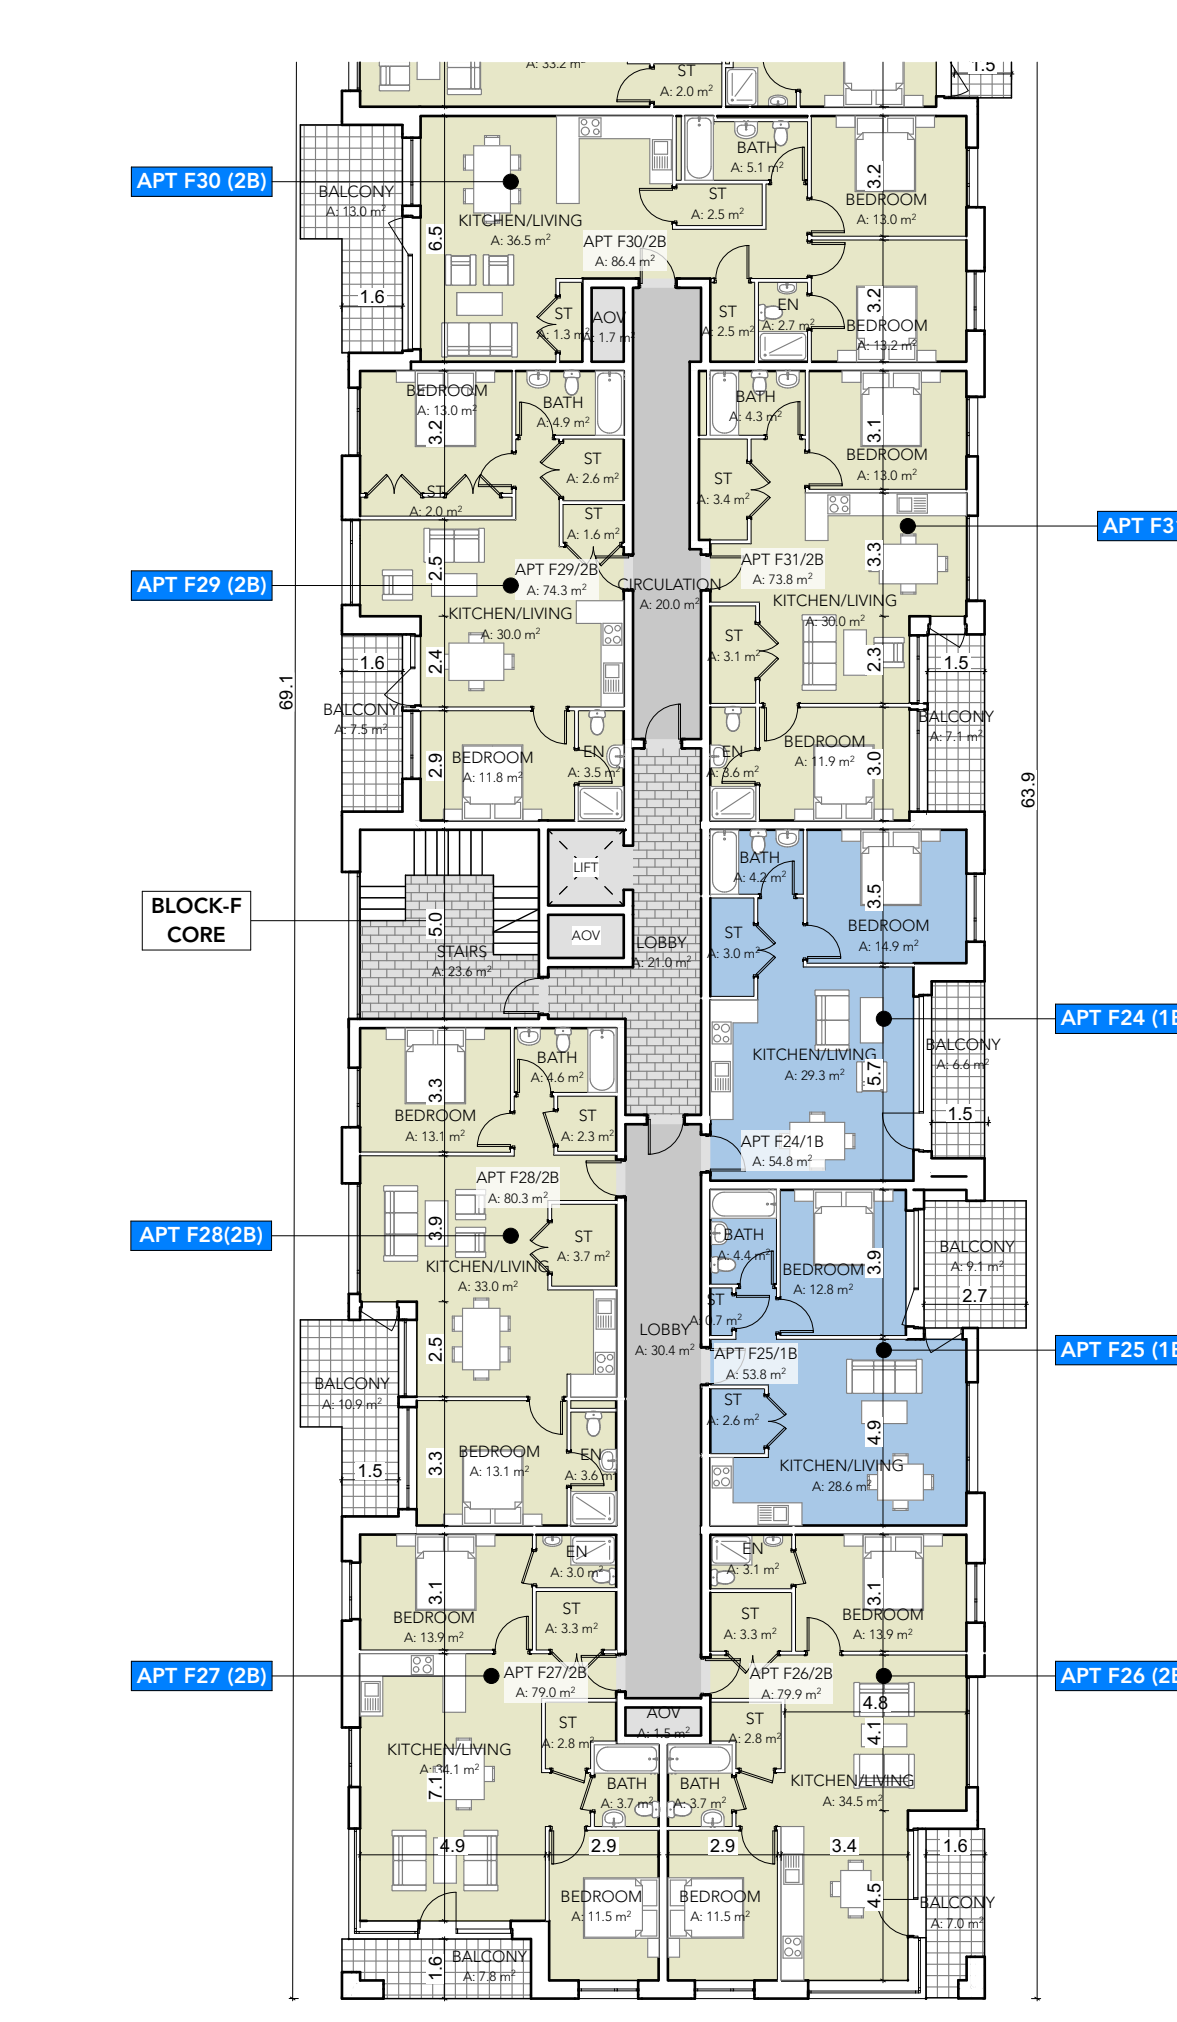 A: 33.2 m²
ST
A: 2.0 m²
1.5
APT F30 (2B)
BALCONY
A: 13.0 m²
1.6
6.5
KITCHEN/LIVING
A: 36.5 m²
BATH
A: 5.1 m²
ST
A: 2.5 m²
3.2
BEDROOM
A: 13.0 m²
APT F30/2B
A: 86.4 m²
ST
A: 1.3 m²
AOV
A: 1.7 m²
ST
A: 2.5 m²
EN
A: 2.7 m²
3.2
BEDROOM
A: 13.2 m²
BEDROOM
A: 13.0 m²
3.2
BATH
A: 4.9 m²
BATH
A: 4.3 m²
3.1
BEDROOM
A: 13.0 m²
ST
A: 2.0 m²
ST
A: 2.6 m²
ST
A: 1.6 m²
ST
A: 3.4 m²
APT F29 (2B)
2.5
APT F29/2B
A: 74.3 m²
KITCHEN/LIVING
A: 30.0 m²
2.4
CIRCULATION
A: 20.0 m²
APT F31/2B
A: 73.8 m²
3.3
KITCHEN/LIVING
A: 30.0 m²
APT F31
ST
A: 3.1 m²
2.3
1.6
BALCONY
A: 7.5 m²
1.5
BALCONY
A: 7.1 m²
69.1
63.9
2.9
BEDROOM
A: 11.8 m²
EN
A: 3.5 m²
EN
A: 3.6 m²
BEDROOM
A: 11.9 m²
3.0
BLOCK-F
CORE
5.0
STAIRS
A: 23.6 m²
LIFT
AOV
LOBBY
A: 21.0 m²
BATH
A: 4.2 m²
3.5
BEDROOM
A: 14.9 m²
ST
A: 3.0 m²
APT F24 (1B
KITCHEN/LIVING
A: 29.3 m²
5.7
BALCONY
A: 6.6 m²
1.5
APT F24/1B
A: 54.8 m²
3.3
BEDROOM
A: 13.1 m²
BATH
A: 4.6 m²
ST
A: 2.3 m²
APT F28/2B
A: 80.3 m²
APT F28(2B)
3.9
KITCHEN/LIVING
A: 33.0 m²
ST
A: 3.7 m²
2.5
BALCONY
A: 10.9 m²
1.5
LOBBY
A: 30.4 m²
BATH
A: 4.4 m²
3.9
BEDROOM
A: 12.8 m²
BALCONY
A: 9.1 m²
2.7
ST
A: 0.7 m²
APT F25/1B
A: 53.8 m²
APT F25 (1B
ST
A: 2.6 m²
4.9
KITCHEN/LIVING
A: 28.6 m²
3.3
BEDROOM
A: 13.1 m²
EN
A: 3.6 m²
3.1
BEDROOM
A: 13.9 m²
EN
A: 3.0 m²
ST
A: 3.3 m²
EN
A: 3.1 m²
ST
A: 3.3 m²
3.1
BEDROOM
A: 13.9 m²
APT F27 (2B)
APT F27/2B
A: 79.0 m²
APT F26/2B
A: 79.9 m²
APT F26 (2B
4.8
4.1
ST
A: 2.8 m²
AOV
A: 1.5 m²
ST
A: 2.8 m²
KITCHEN/LIVING
A: 34.1 m²
7.1
KITCHEN/LIVING
A: 34.5 m²
BATH
A: 3.7 m²
BATH
A: 3.7 m²
4.9
2.9
2.9
3.4
1.6
4.5
BEDROOM
A: 11.5 m²
BEDROOM
A: 11.5 m²
BALCONY
A: 7.0 m²
1.6
BALCONY
A: 7.8 m²